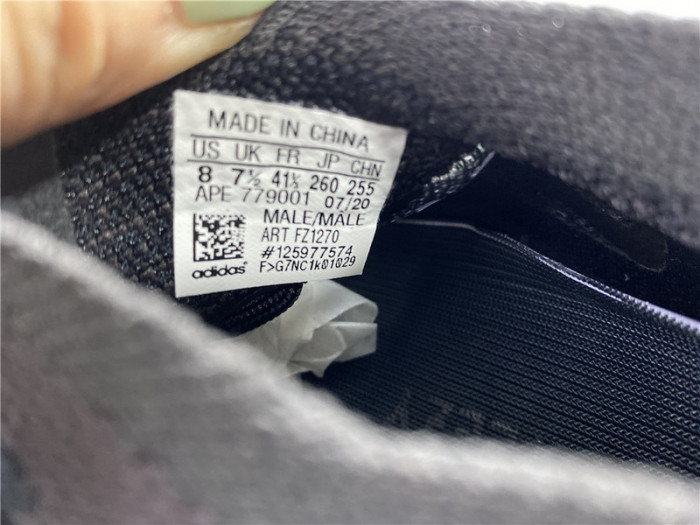 MADE IN CHINA
US UK FR JP CHN
8 7½ 41⅓ 260 255
APE 779001 07/20
MALE/MALE
ART FZ1270
#125977574
adidas F>G7NC1k01029